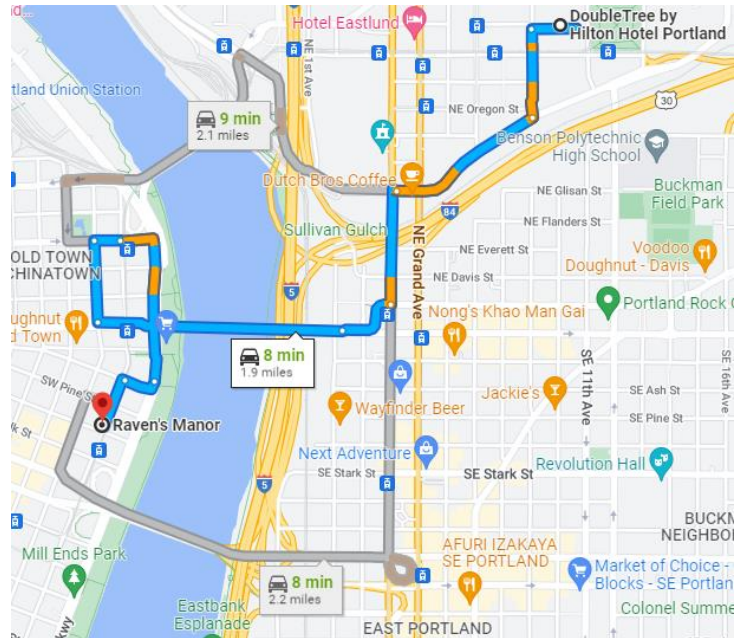 Hotel Eastlund
NE 1st Ave
DoubleTree by
Hilton Hotel Portland
tland Union Station
NE Oregon St
30
9 min
2.1 miles
Benson Polytechnic
High School
Dutch Bros Coffee
NE Glisan St
Buckman
Field Park
84
NE Flanders St
Sullivan Gulch
NE Everett St
Voodoo
Doughnut - Davis
OLD TOWN
CHINATOWN
NE Grand Ave
NE Davis St
5
Portland Rock G
Nong's Khao Man Gai
ughnut
d Town
8 min
1.9 miles
SE 11th Ave
SE 16th Ave
SW Pine St
Jackie's
SE Ash St
Wayfinder Beer
SE Pine St
Raven's Manor
k St
Next Adventure
Revolution Hall
SE Stark St
SE Stark St
5
BUCKM
NEIGHBOR
Mill Ends Park
AFURI IZAKAYA
SE PORTLAND
Market of Choice -
Blocks - SE Portlan
8 min
2.2 miles
Eastbank
Esplanade
Colonel Summe
kwy
EAST PORTLAND